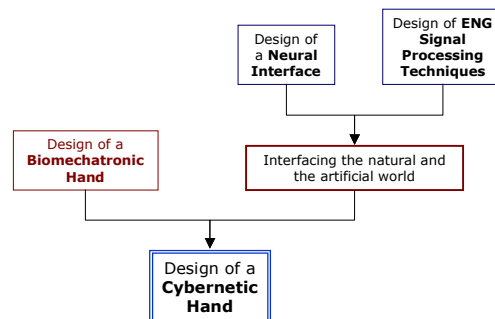 Design of
a Neural
Interface
Design of ENG
Signal
Processing
Techniques
Design of a
Biomechatronic
Hand
Interfacing the natural and
the artificial world
Design of a
Cybernetic
Hand